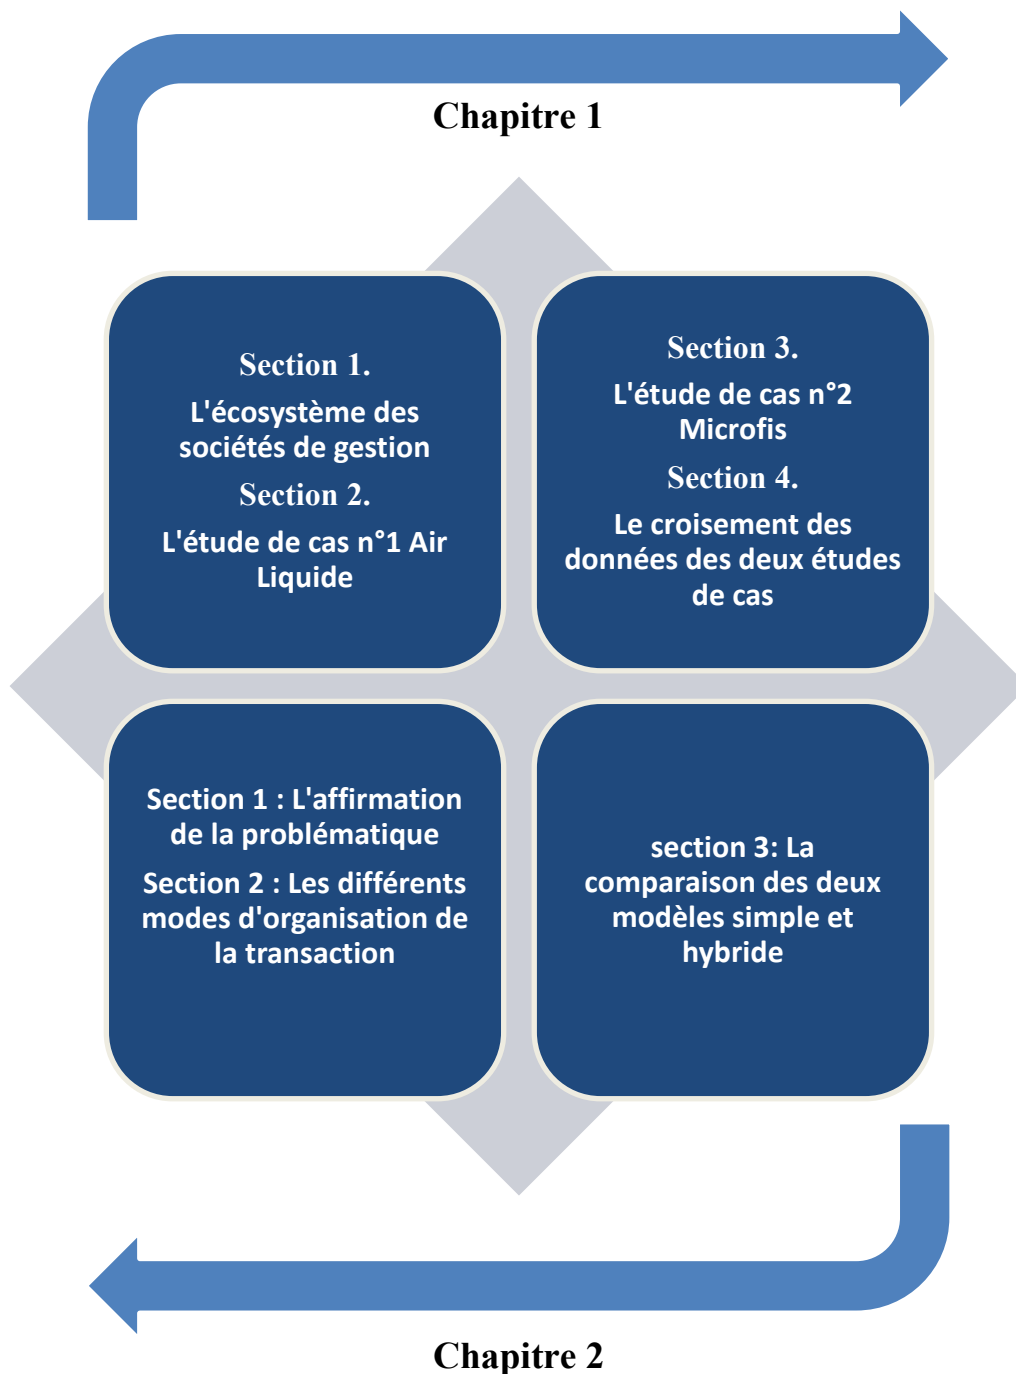 Chapitre 1
Section 1.
L'écosystème des
sociétés de gestion
Section 2.
L'étude de cas n°1 Air
Liquide
Section 3.
L'étude de cas n°2
Microfis
Section 4.
Le croisement des
données des deux études
de cas
Section 1 : L'affirmation
de la problématique
Section 2 : Les différents
modes d'organisation de
la transaction
section 3: La
comparaison des deux
modèles simple et
hybride
Chapitre 2